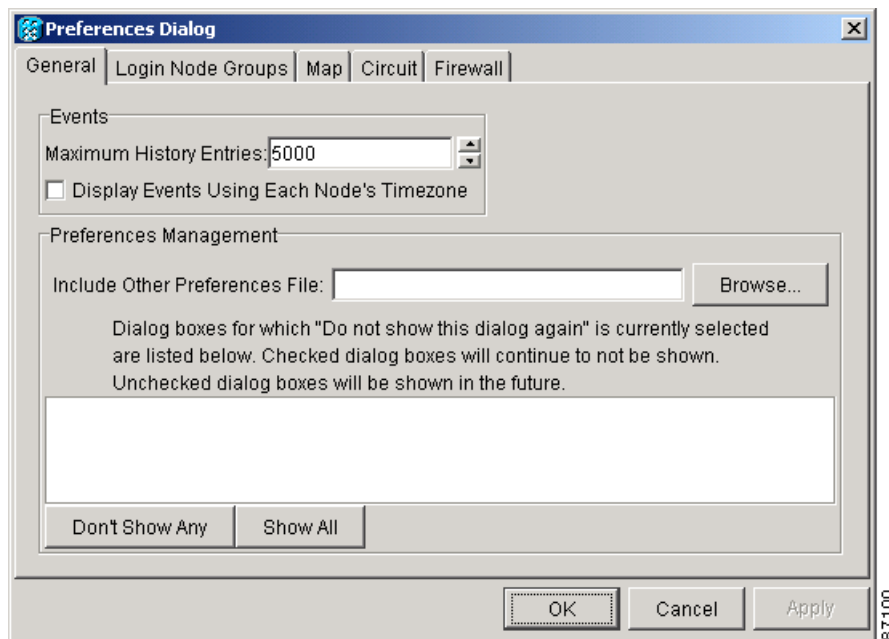 Preferences Dialog
General Login Node Groups Map Circuit Firewall
Events
Maximum History Entries: 5000
Display Events Using Each Node's Timezone
Preferences Management
Include Other Preferences File: Browse...
Dialog boxes for which "Do not show this dialog again" is currently selected
are listed below. Checked dialog boxes will continue to not be shown.
Unchecked dialog boxes will be shown in the future.
Don't Show Any Show All
OK Cancel Apply
87100